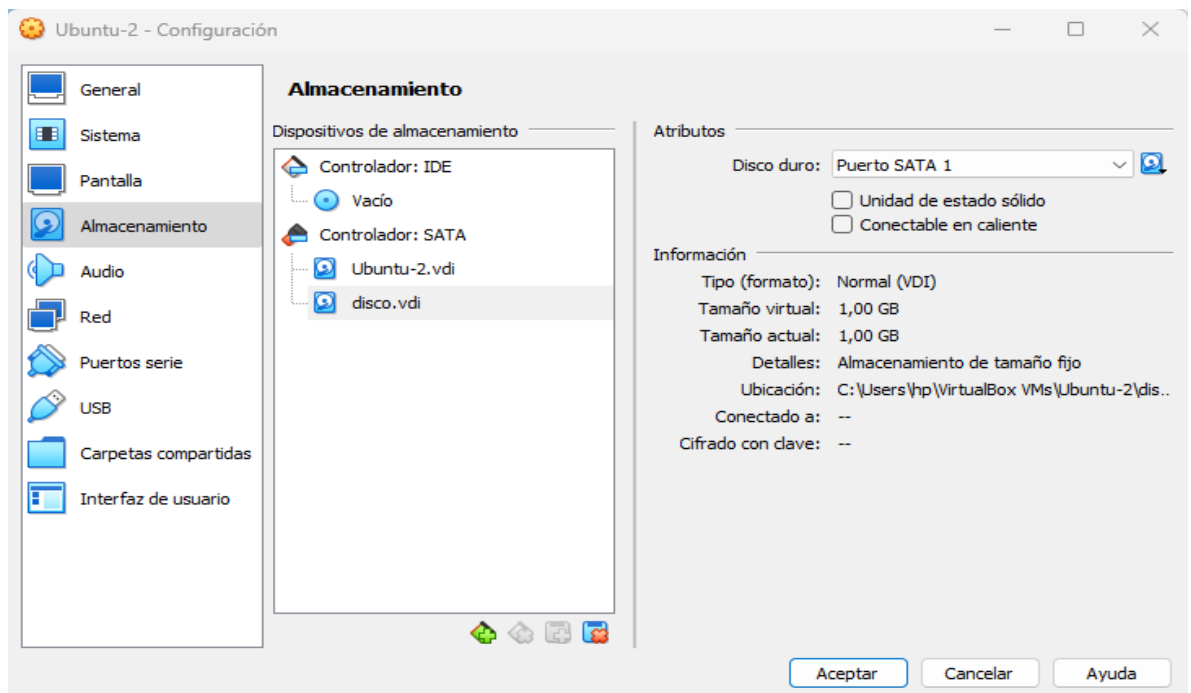 Ubuntu-2 - Configuración
General
Sistema
Pantalla
Almacenamiento
Audio
Red
Puertos serie
USB
Carpetas compartidas
Interfaz de usuario
Almacenamiento
Dispositivos de almacenamiento
Controlador: IDE
Vacío
Controlador: SATA
Ubuntu-2.vdi
disco.vdi
Atributos
Disco duro: Puerto SATA 1
Unidad de estado sólido
Conectable en caliente
Información
Tipo (formato): Normal (VDI)
Tamaño virtual: 1,00 GB
Tamaño actual: 1,00 GB
Detalles: Almacenamiento de tamaño fijo
Ubicación: C:\Users\hp\VirtualBox VMs\Ubuntu-2\dis..
Conectado a: --
Cifrado con clave: --
Aceptar Cancelar Ayuda